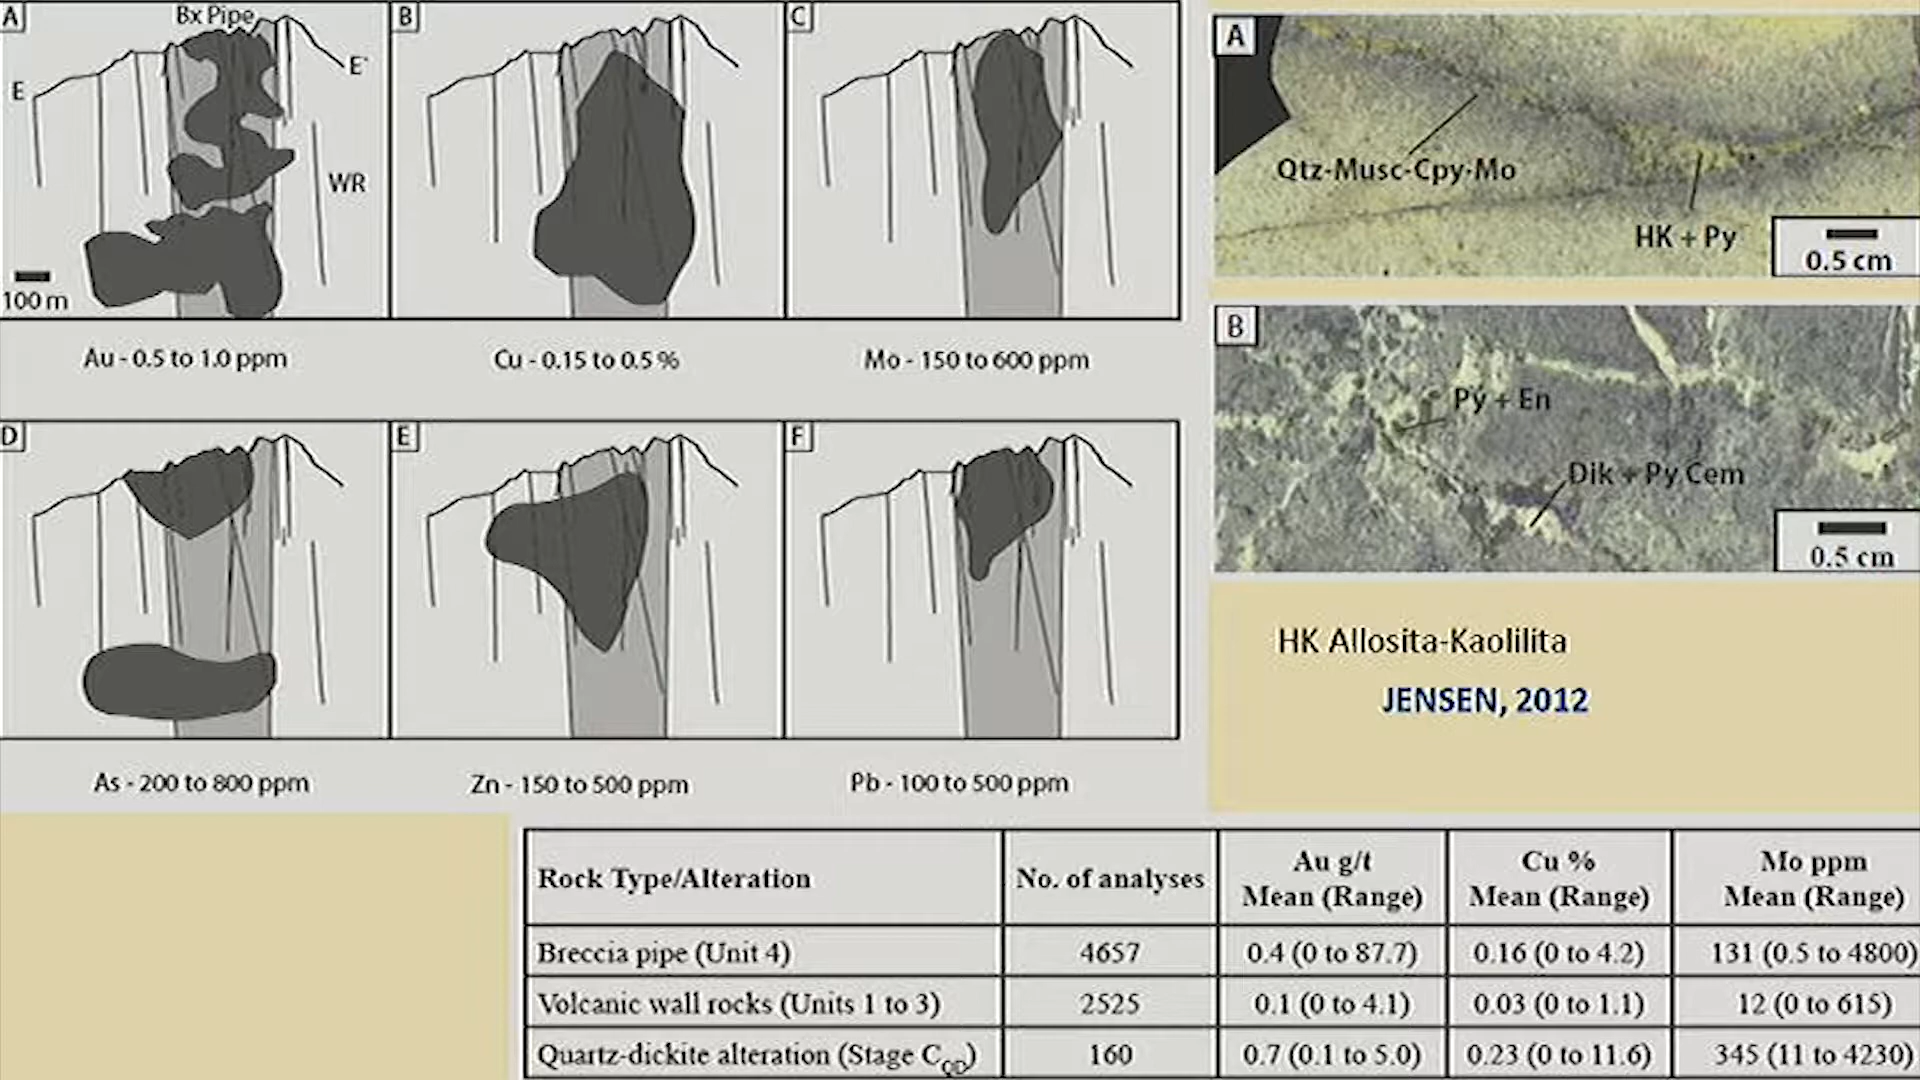 A
Bx Pipe
E
E'
WR
100 m
B
C
Au - 0.5 to 1.0 ppm
Cu - 0.15 to 0.5 %
Mo - 150 to 600 ppm
D
E
F
As - 200 to 800 ppm
Zn - 150 to 500 ppm
Pb - 100 to 500 ppm
A
Qtz-Musc-Cpy-Mo
HK + Py
0.5 cm
B
Py + En
Dik + Py Cem
0.5 cm
HK Allosita-Kaolilita
JENSEN, 2012
Rock Type/Alteration No. of analyses Au g/t Mean (Range) Cu % Mean (Range) Mo ppm Mean (Range)
Breccia pipe (Unit 4) 4657 0.4 (0 to 87.7) 0.16 (0 to 4.2) 131 (0.5 to 4800)
Volcanic wall rocks (Units 1 to 3) 2525 0.1 (0 to 4.1) 0.03 (0 to 1.1) 12 (0 to 615)
Quartz-dickite alteration (Stage CQD) 160 0.7 (0.1 to 5.0) 0.23 (0 to 11.6) 345 (11 to 4230)